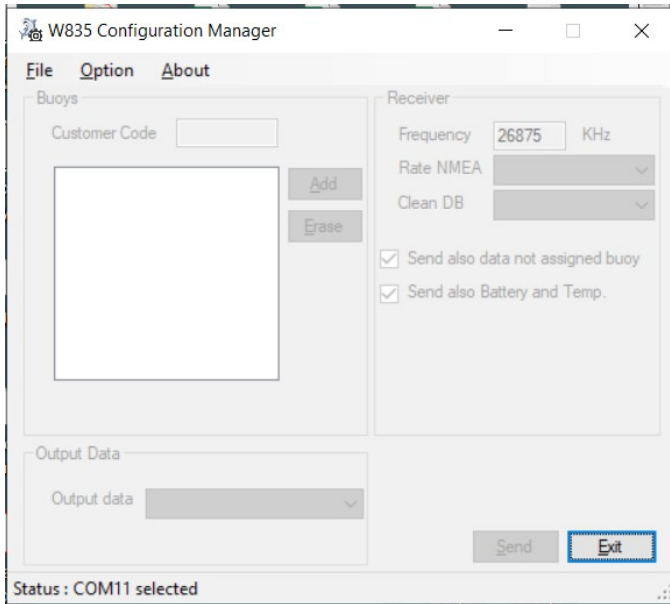 W835 Configuration Manager
File Option About
Buoys
Customer Code
Add
Erase
Receiver
Frequency 26875 KHz
Rate NMEA
Clean DB
Send also data not assigned buoy
Send also Battery and Temp.
Output Data
Output data
Send Exit
Status : COM11 selected